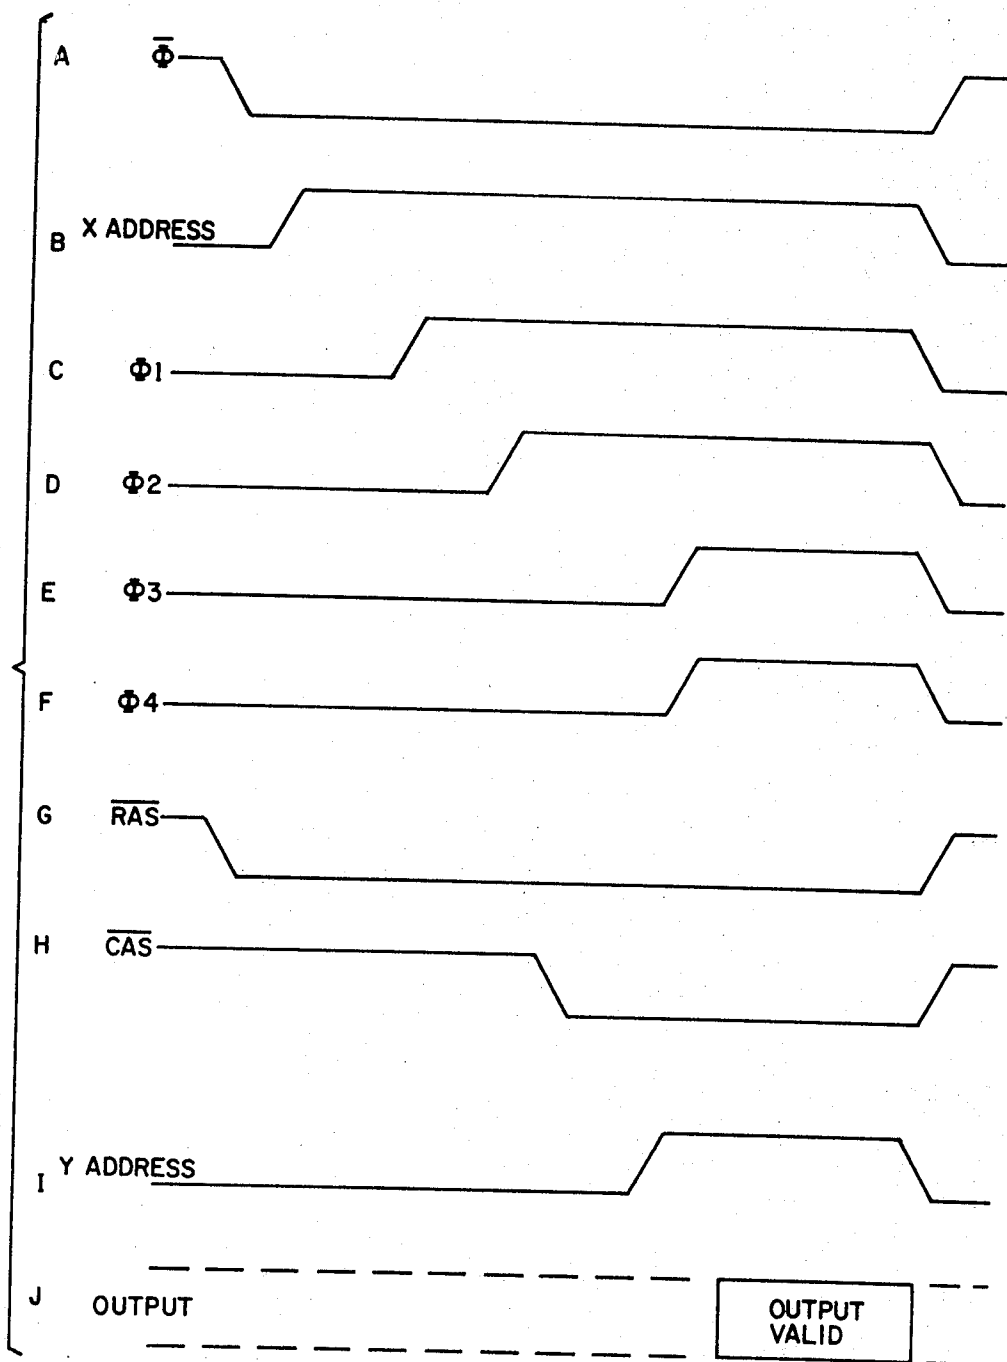 A Φ̅
B X ADDRESS
C Φ1
D Φ2
E Φ3
F Φ4
G R̅A̅S̅
H C̅A̅S̅
I Y ADDRESS
J OUTPUT
OUTPUT
VALID